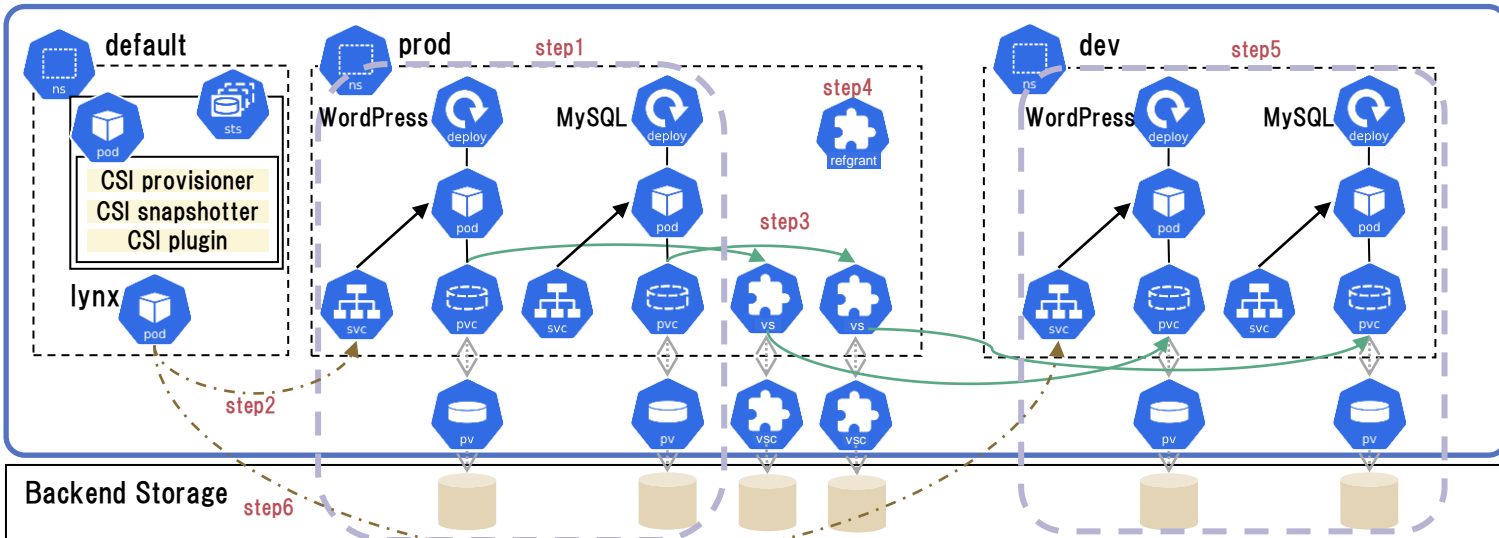 default
prod
step1
dev
step5
ns
ns
ns
sts
pod
CSI provisioner
CSI snapshotter
CSI plugin
lynx
pod
WordPress
deploy
MySQL
deploy
step4
refgrant
pod
pod
step3
svc
pvc
svc
pvc
vs
vs
step2
pv
pv
vsc
vsc
WordPress
deploy
MySQL
deploy
pod
pod
svc
pvc
svc
pvc
pv
pv
Backend Storage
step6